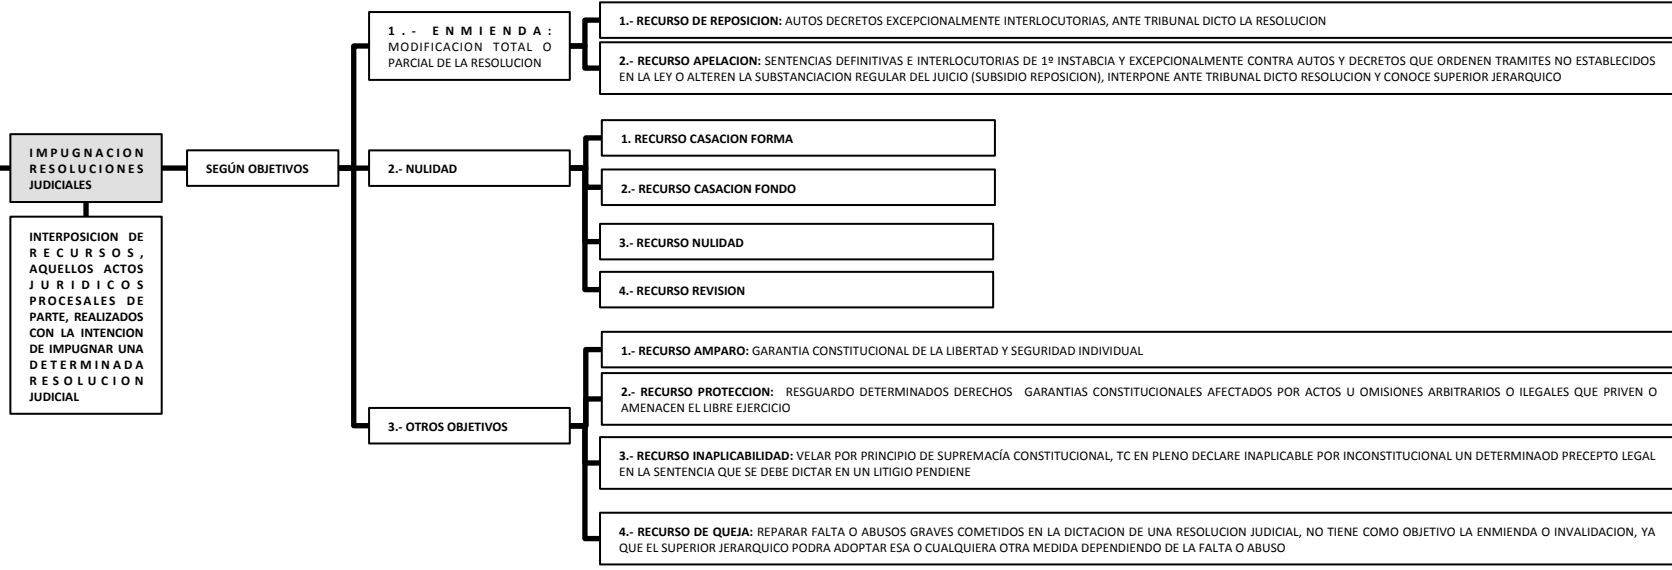 IMPUGNACION
RESOLUCIONES
JUDICIALES
INTERPOSICION DE
RECURSOS,
AQUELLOS ACTOS
JURIDICOS
PROCESALES DE
PARTE, REALIZADOS
CON LA INTENCION
DE IMPUGNAR UNA
DETERMINADA
RESOLUCION
JUDICIAL
SEGÚN OBJETIVOS
1.- ENMIENDA:
MODIFICACION TOTAL O
PARCIAL DE LA RESOLUCION
1.- RECURSO DE REPOSICION: AUTOS DECRETOS EXCEPCIONALMENTE INTERLOCUTORIAS, ANTE TRIBUNAL DICTO LA RESOLUCION
2.- RECURSO APELACION: SENTENCIAS DEFINITIVAS E INTERLOCUTORIAS DE 1º INSTABCIA Y EXCEPCIONALMENTE CONTRA AUTOS Y DECRETOS QUE ORDENEN TRAMITES NO ESTABLECIDOS
EN LA LEY O ALTEREN LA SUBSTANCIACION REGULAR DEL JUICIO (SUBSIDIO REPOSICION), INTERPONE ANTE TRIBUNAL DICTO RESOLUCION Y CONOCE SUPERIOR JERARQUICO
2.- NULIDAD
1. RECURSO CASACION FORMA
2.- RECURSO CASACION FONDO
3.- RECURSO NULIDAD
4.- RECURSO REVISION
3.- OTROS OBJETIVOS
1.- RECURSO AMPARO: GARANTIA CONSTITUCIONAL DE LA LIBERTAD Y SEGURIDAD INDIVIDUAL
2.- RECURSO PROTECCION: RESGUARDO DETERMINADOS DERECHOS GARANTIAS CONSTITUCIONALES AFECTADOS POR ACTOS U OMISIONES ARBITRARIOS O ILEGALES QUE PRIVEN O
AMENACEN EL LIBRE EJERCICIO
3.- RECURSO INAPLICABILIDAD: VELAR POR PRINCIPIO DE SUPREMACÍA CONSTITUCIONAL, TC EN PLENO DECLARE INAPLICABLE POR INCONSTITUCIONAL UN DETERMINAOD PRECEPTO LEGAL
EN LA SENTENCIA QUE SE DEBE DICTAR EN UN LITIGIO PENDIENE
4.- RECURSO DE QUEJA: REPARAR FALTA O ABUSOS GRAVES COMETIDOS EN LA DICTACION DE UNA RESOLUCION JUDICIAL, NO TIENE COMO OBJETIVO LA ENMIENDA O INVALIDACION, YA
QUE EL SUPERIOR JERARQUICO PODRA ADOPTAR ESA O CUALQUIERA OTRA MEDIDA DEPENDIENDO DE LA FALTA O ABUSO